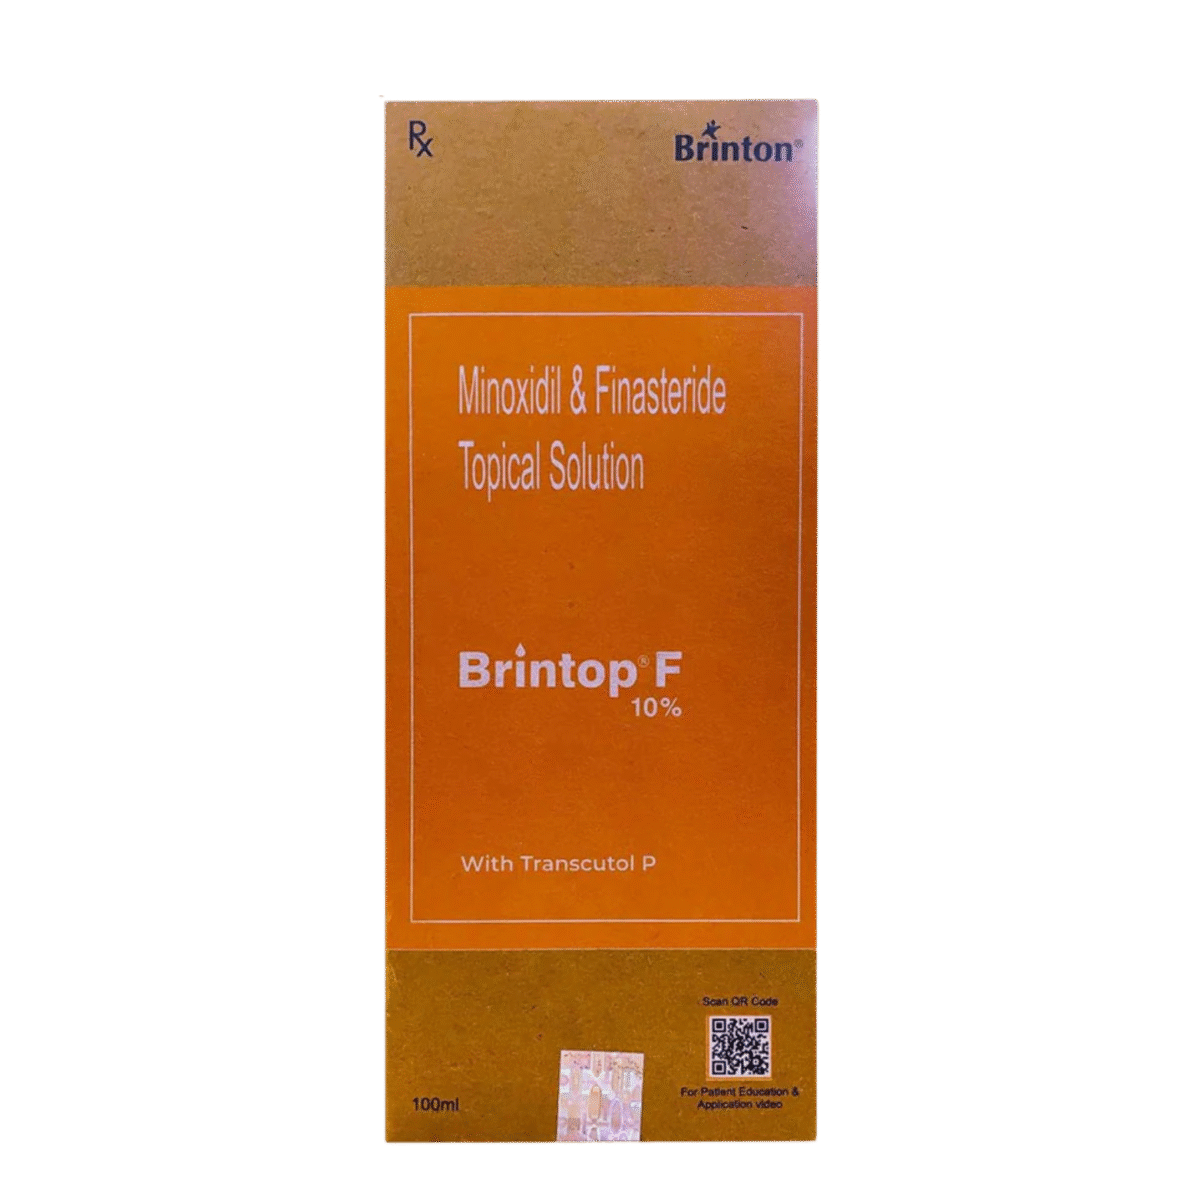 Rx
Brinton®
Minoxidil & Finasteride
Topical Solution
Brintop® F
10%
With Transcutol P
Scan QR Code
For Patient Education &
Application video
100ml